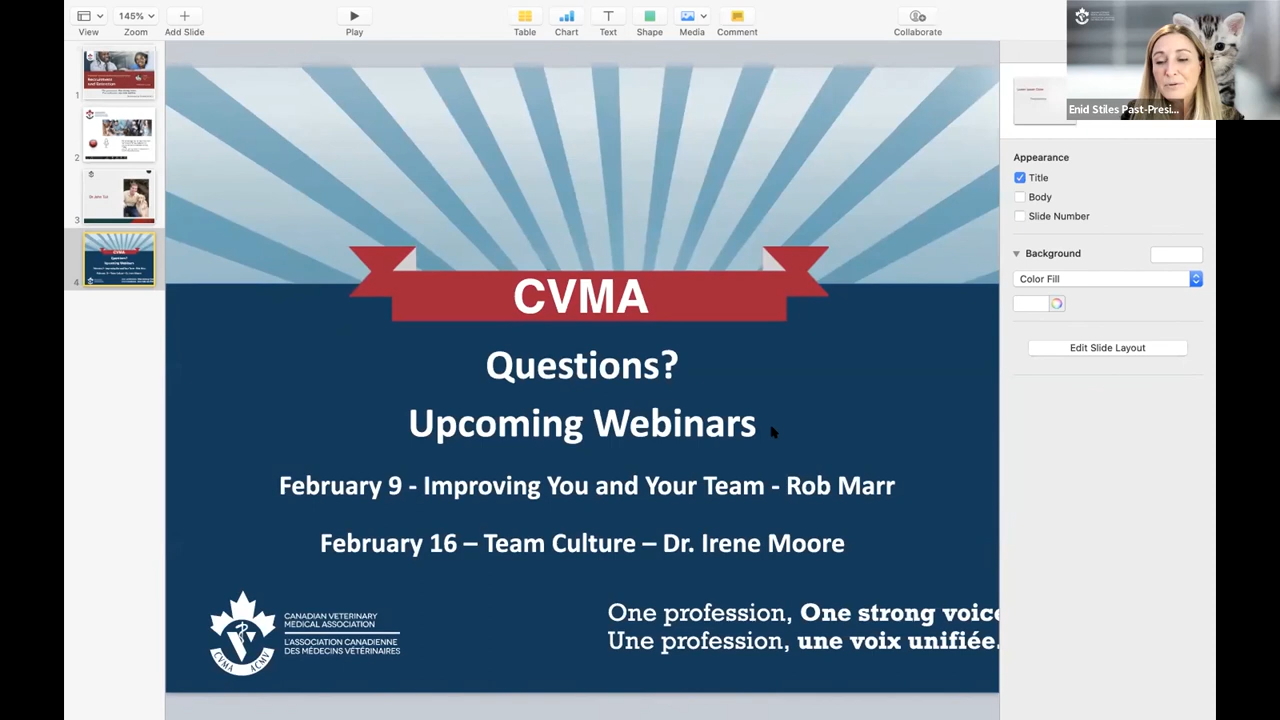 145%
View
Zoom
Add Slide
Play
Table
Chart
Text
Shape
Media
Comment
Collaborate
Enid Stiles Past-Presi...
1
2
3
4
CVMA
Questions?
Upcoming Webinars
February 9 - Improving You and Your Team - Rob Marr
February 16 – Team Culture – Dr. Irene Moore
CANADIAN VETERINARY
MEDICAL ASSOCIATION
L'ASSOCIATION CANADIENNE
DES MÉDECINS VÉTÉRINAIRES
CVMA ACMV
One profession, One strong voice
Une profession, une voix unifiée.
Appearance
Title
Body
Slide Number
Background
Color Fill
Edit Slide Layout